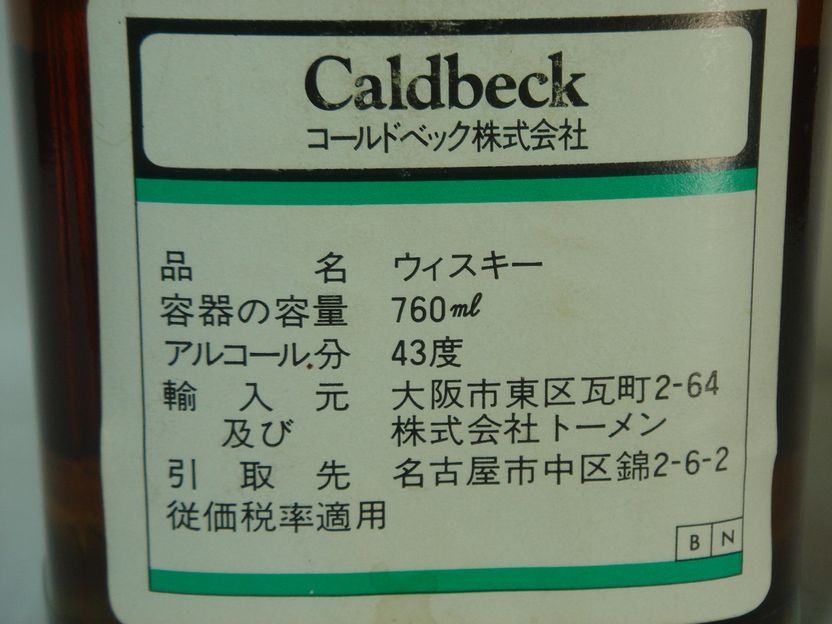 Caldbeck
コールドベック株式会社
品名 ウィスキー
容器の容量 760ml
アルコール分 43度
輸入元 大阪市東区瓦町2-64
及び 株式会社トーメン
引取先 名古屋市中区錦2-6-2
従価税率適用
B N